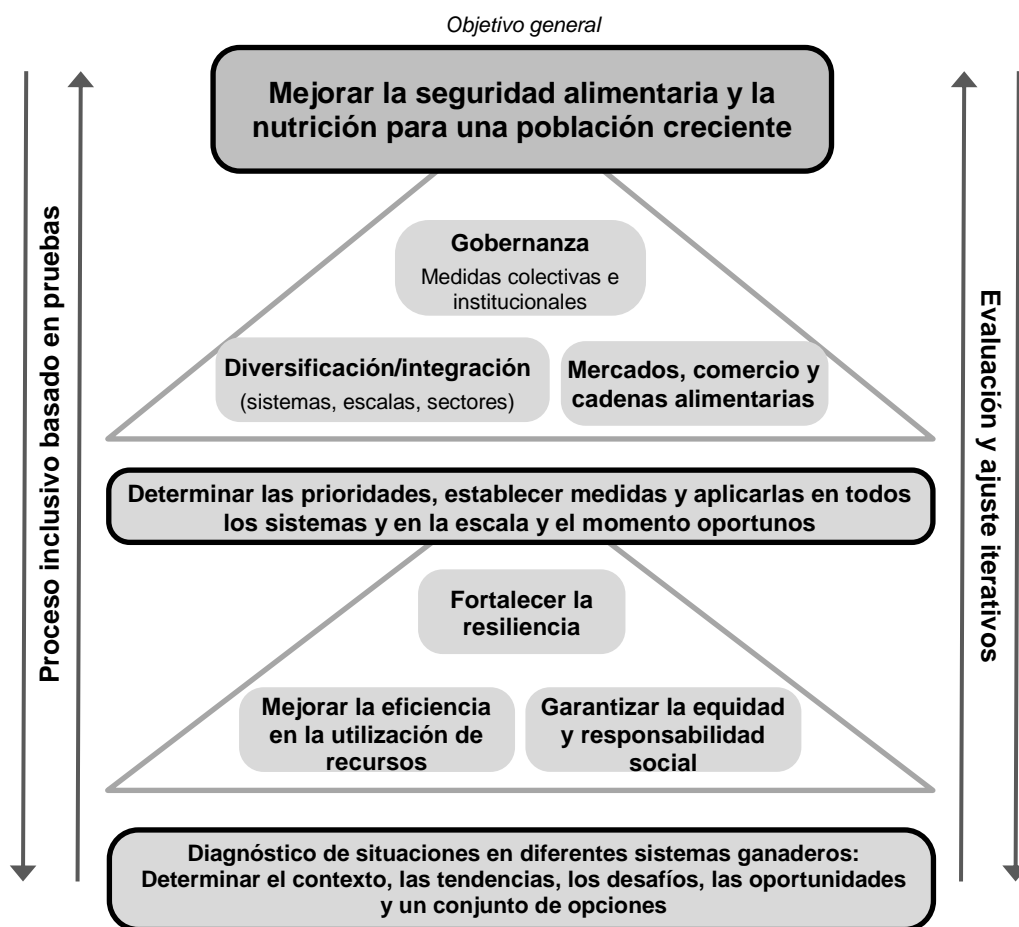 Objetivo general
Mejorar la seguridad alimentaria y la
nutrición para una población creciente
Proceso inclusivo basado en pruebas
Evaluación y ajuste iterativos
Gobernanza
Medidas colectivas e
institucionales
Diversificación/integración
(sistemas, escalas, sectores)
Mercados, comercio y
cadenas alimentarias
Determinar las prioridades, establecer medidas y aplicarlas en todos
los sistemas y en la escala y el momento oportunos
Fortalecer la
resiliencia
Mejorar la eficiencia
en la utilización de
recursos
Garantizar la equidad
y responsabilidad
social
Diagnóstico de situaciones en diferentes sistemas ganaderos:
Determinar el contexto, las tendencias, los desafíos, las oportunidades
y un conjunto de opciones